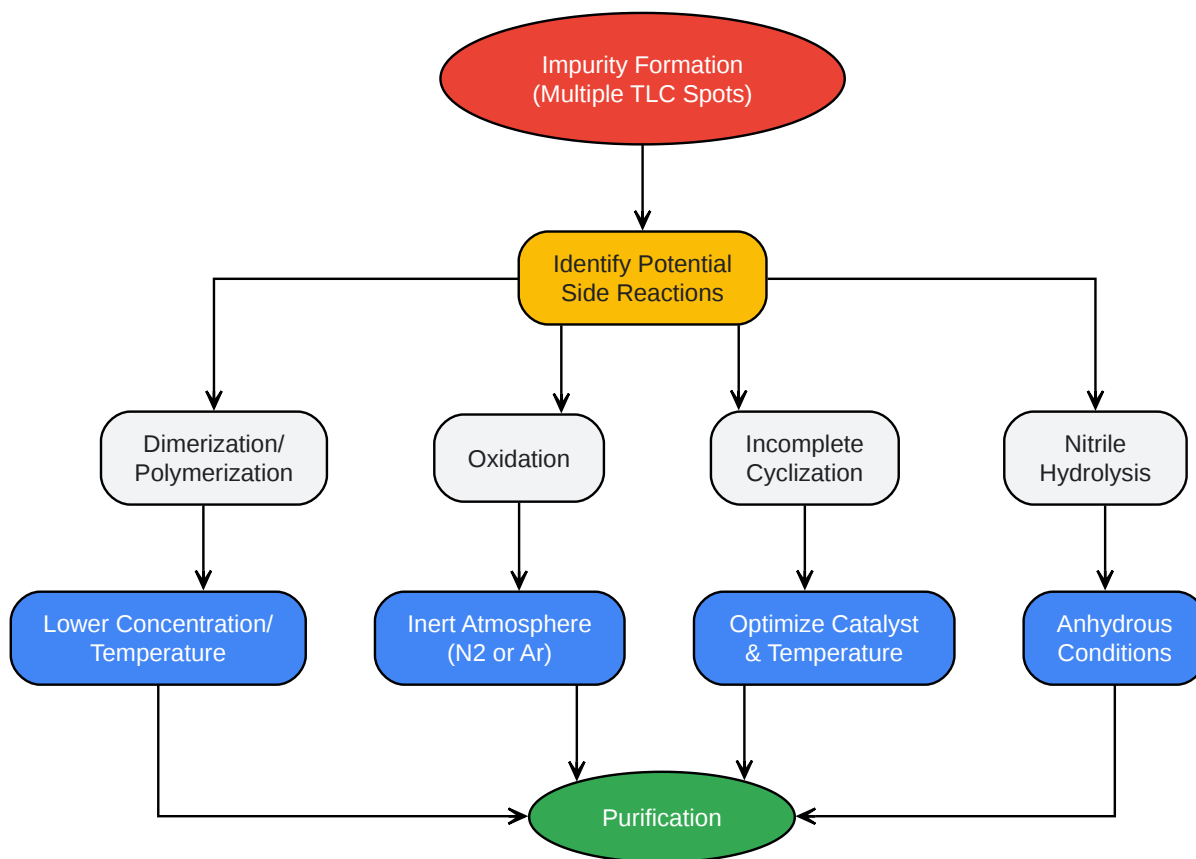 Impurity Formation
(Multiple TLC Spots)
Identify Potential
Side Reactions
Dimerization/
Polymerization
Oxidation
Incomplete
Cyclization
Nitrile
Hydrolysis
Lower Concentration/
Temperature
Inert Atmosphere
(N2 or Ar)
Optimize Catalyst
& Temperature
Anhydrous
Conditions
Purification